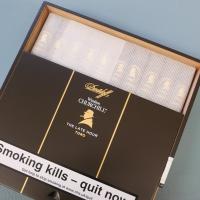 Davidoff
Winston
CHURCHILL
THE LATE HOUR
TORO
Smoking kills – quit now